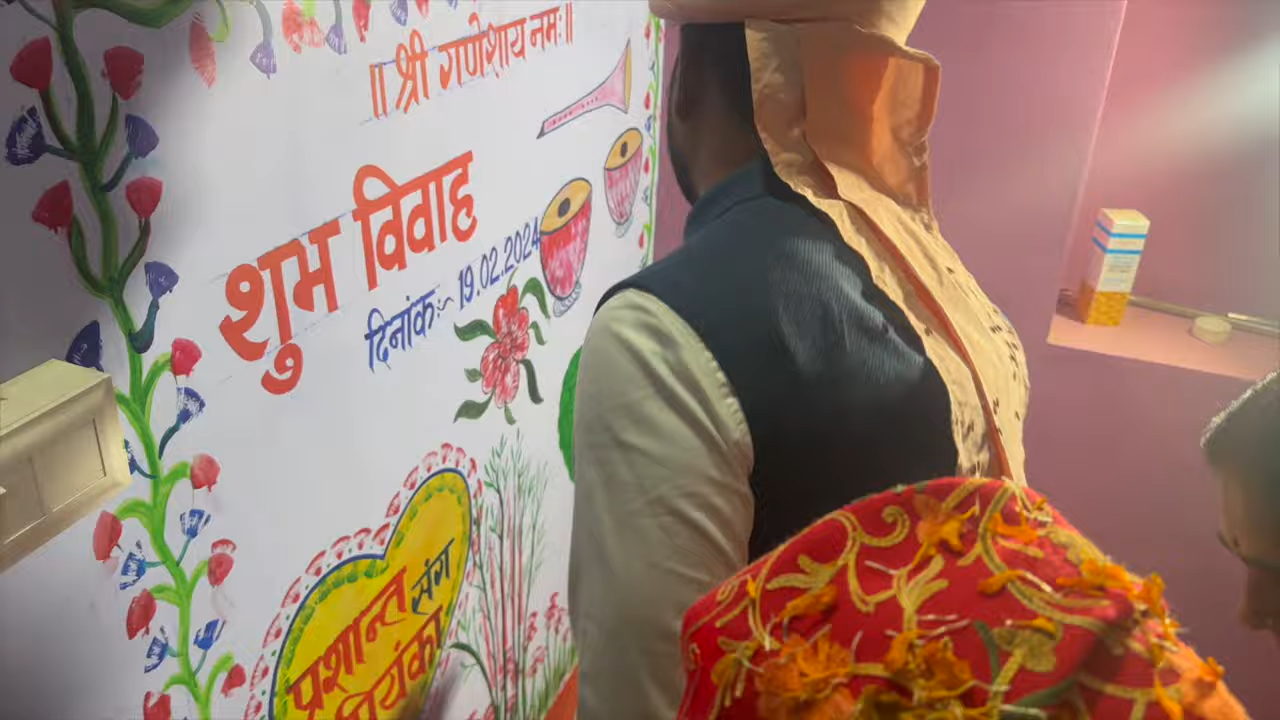 ॥ श्री गणेशाय नमः॥
शुभ विवाह
दिनांकः~ 19.02.2024
प्रशान्त संग